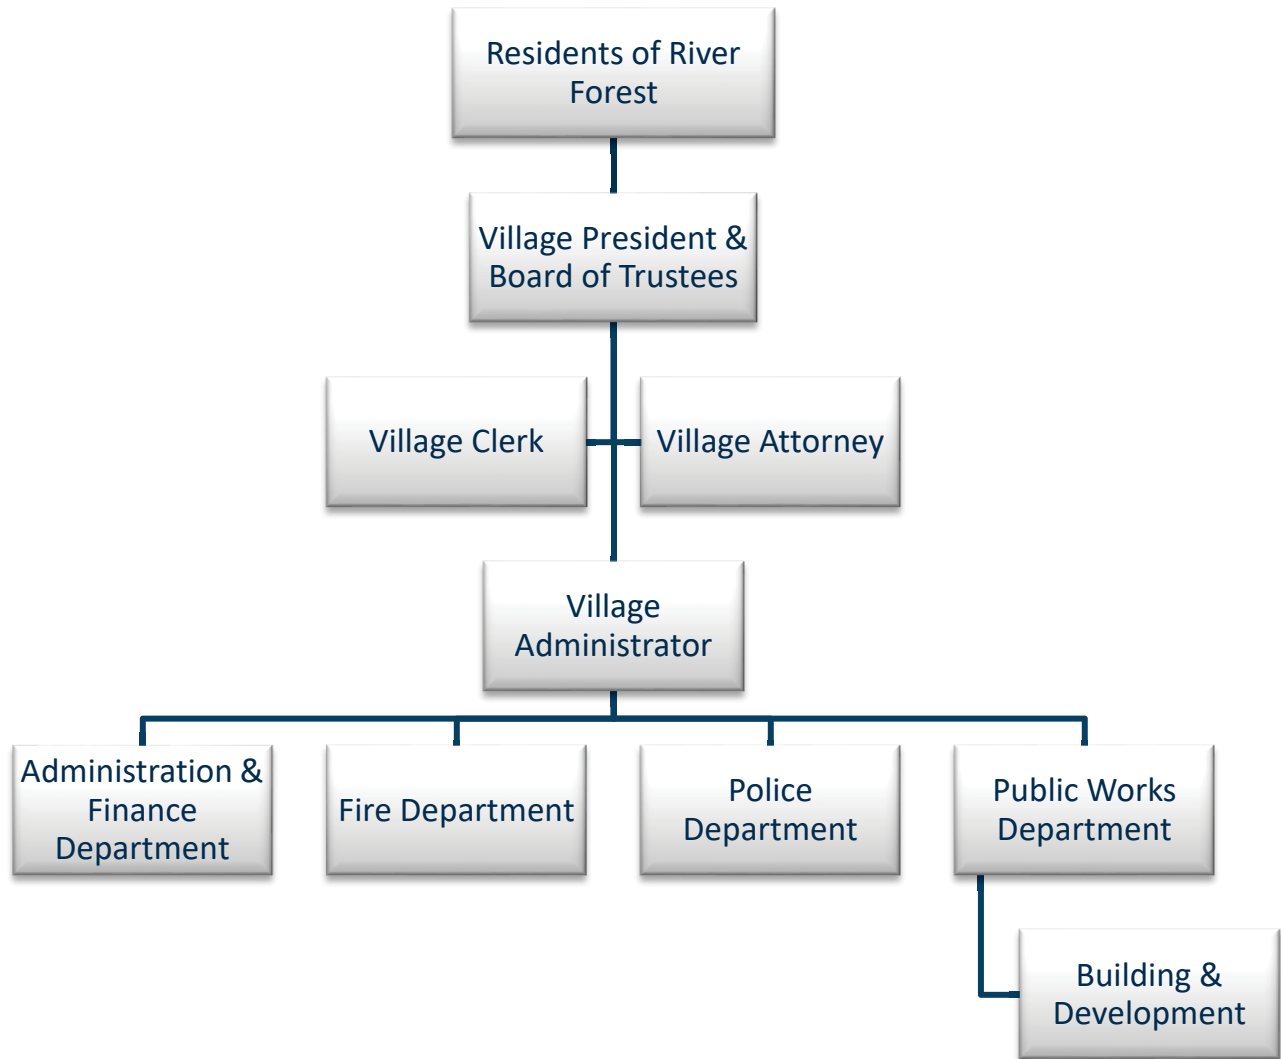 Residents of River
Forest
Village President &
Board of Trustees
Village Clerk
Village Attorney
Village
Administrator
Administration &
Finance
Department
Fire Department
Police
Department
Public Works
Department
Building &
Development